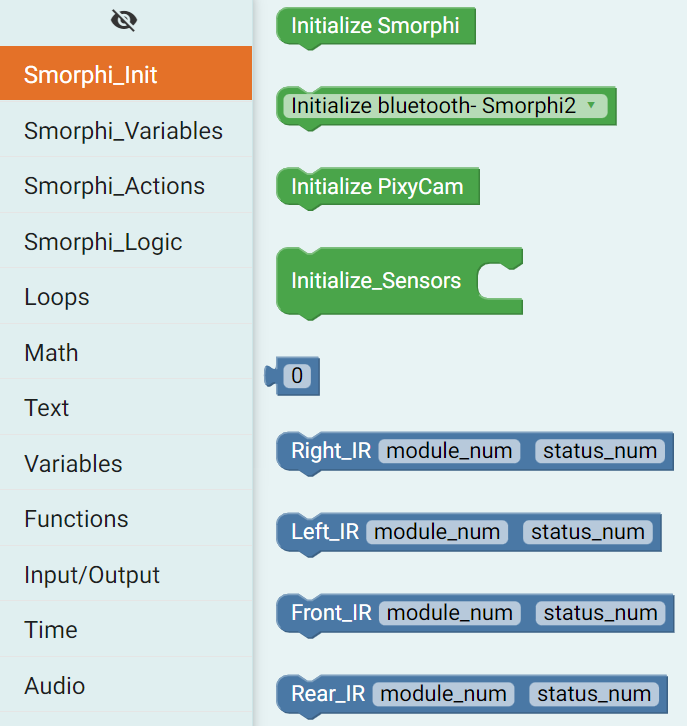 Smorphi_Init
Smorphi_Variables
Smorphi_Actions
Smorphi_Logic
Loops
Math
Text
Variables
Functions
Input/Output
Time
Audio
Initialize Smorphi
Initialize bluetooth- Smorphi2
Initialize PixyCam
Initialize_Sensors
0
Right_IR module_num status_num
Left_IR module_num status_num
Front_IR module_num status_num
Rear_IR module_num status_num